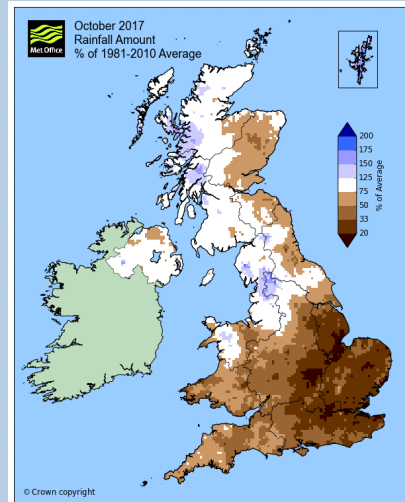 October 2017
Rainfall Amount
% of 1981-2010 Average
Met Office
200
175
150
125
75
50
33
20
% of Average
© Crown copyright